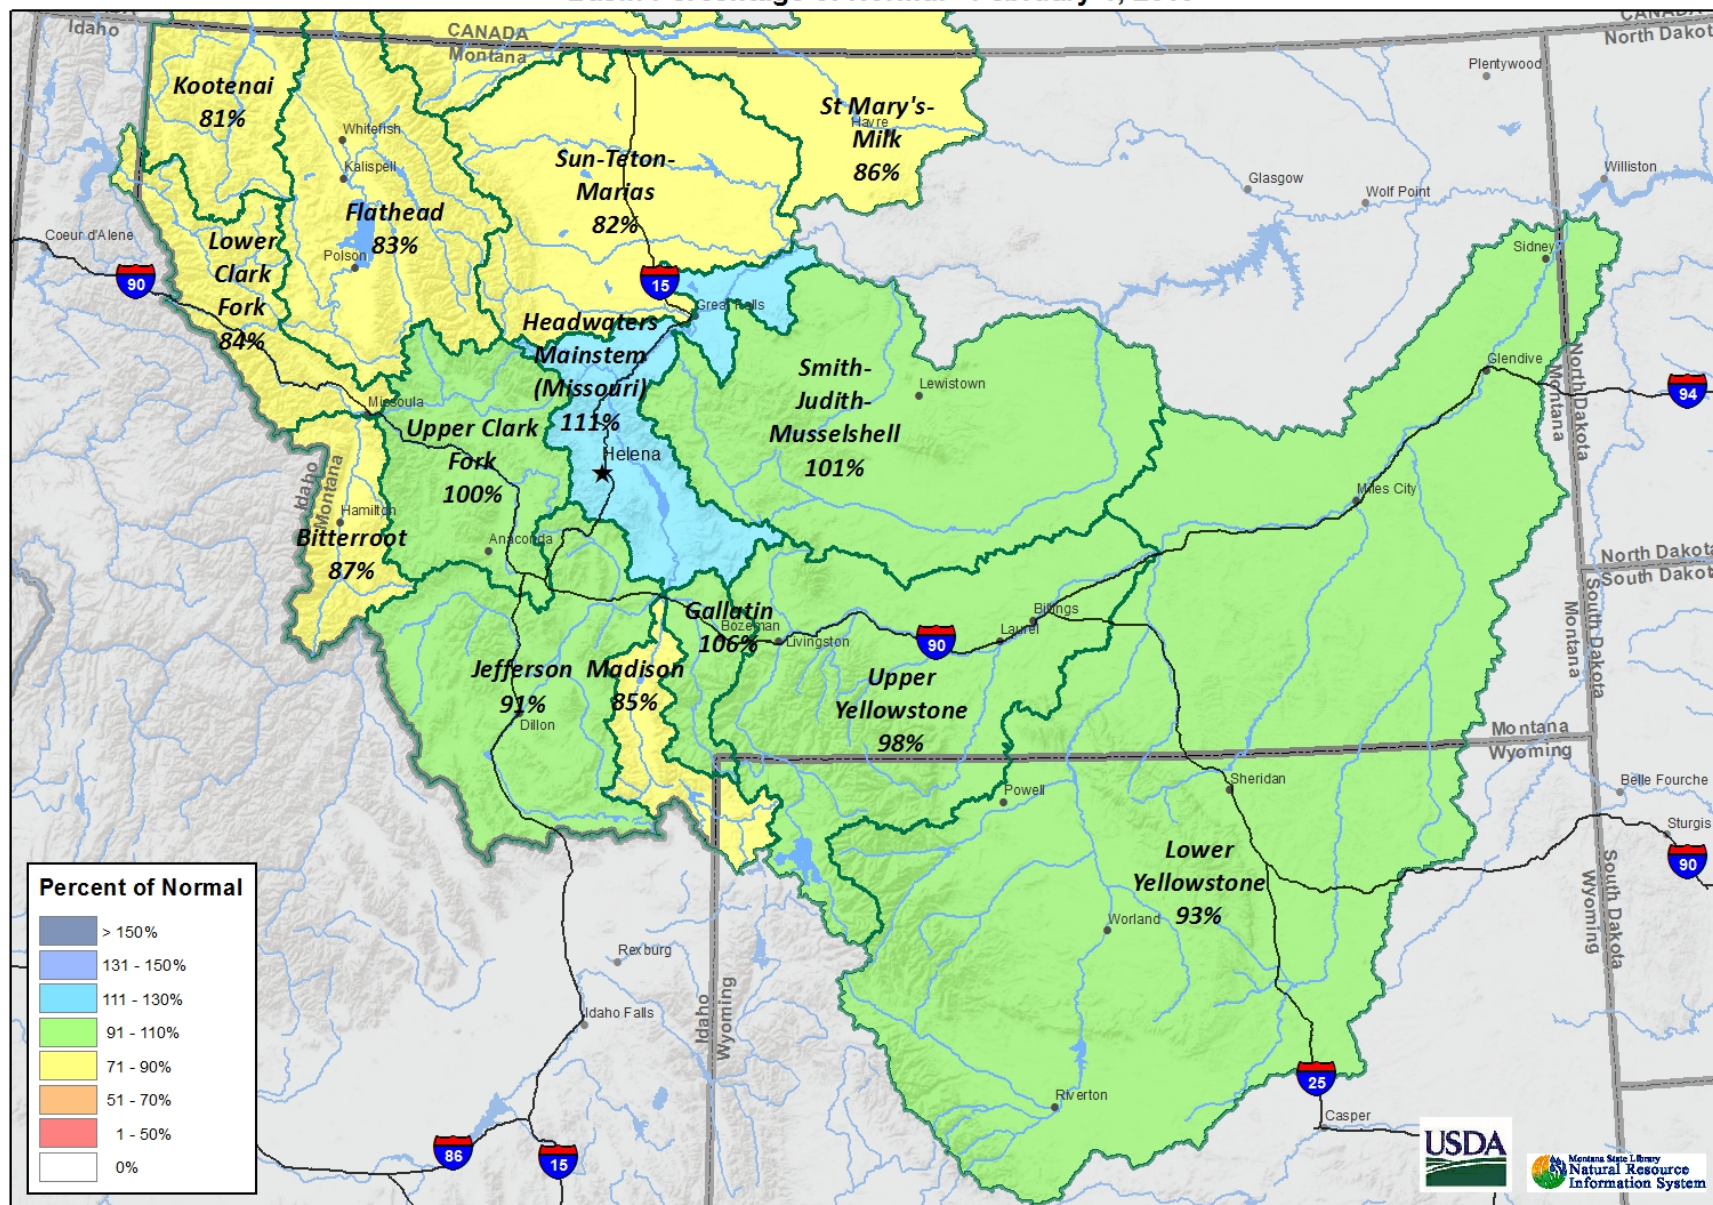 CANADA
Idaho
CANADA
Montana
CANADA
North Dakota
Plentywood
Kootenai
81%
Whitefish
Kalispell
St Mary's-
Havre
Milk
86%
Sun-Teton-
Marias
82%
Glasgow
Wolf Point
Williston
Flathead
83%
Polson
Coeur d'Alene
Lower
Clark
Fork
84%
90
15
Sidney
Great Falls
Headwaters
Mainstem
(Missouri)
111%
Smith-
Judith-
Musselshell
101%
Lewistown
Glendive
North Dakota
Montana
94
Missoula
Upper Clark
Fork
100%
Helena
Idaho
Montana
Hamilton
Bitterroot
87%
Anaconda
Miles City
North Dakota
South Dakota
South Dakota
Montana
Gallatin
Bozeman
106%
Livingston
90
Laurel
Billings
Jefferson
91%
Dillon
Madison
85%
Upper
Yellowstone
98%
Montana
Wyoming
Powell
Sheridan
Belle Fourche
Sturgis
90
Lower
Yellowstone
93%
Worland
South Dakota
Wyoming
Percent of Normal
> 150%
131 - 150%
111 - 130%
91 - 110%
71 - 90%
51 - 70%
1 - 50%
0%
Rexburg
Idaho Falls
Idaho
Wyoming
Riverton
25
Casper
86
15
USDA
Montana State Library
Natural Resource
Information System